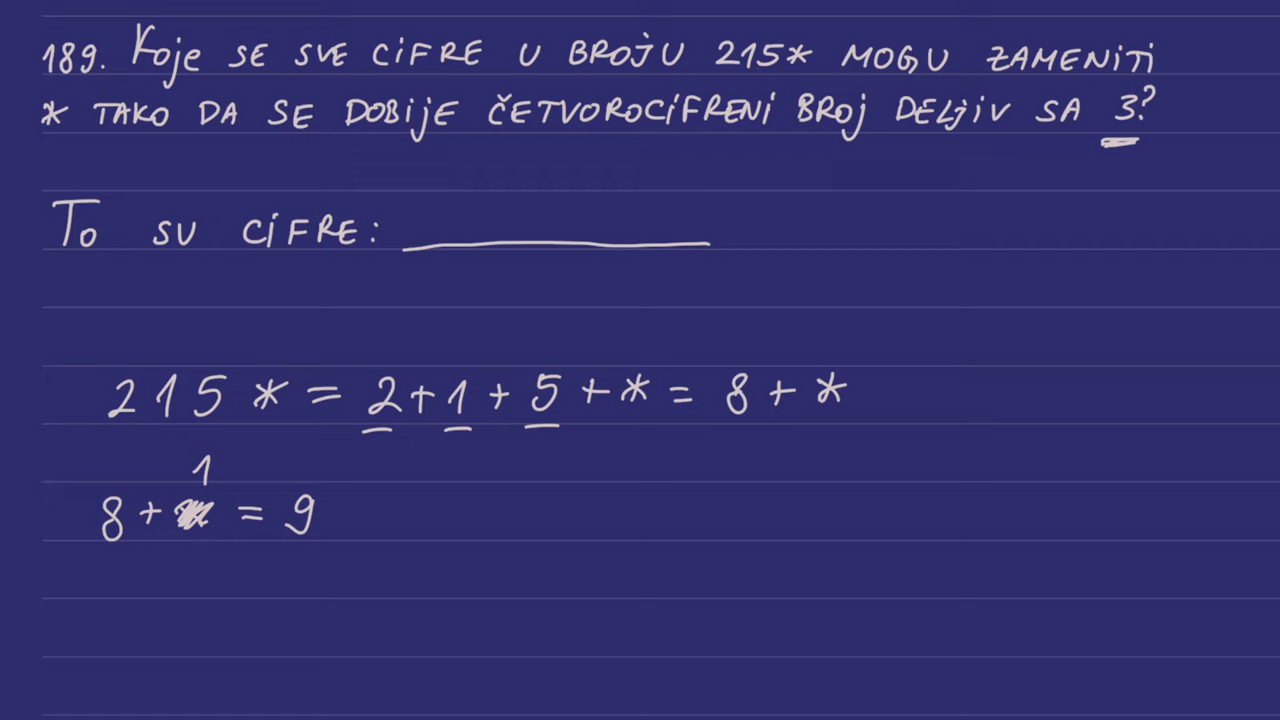 189. Koje SE SVE CIFRE U BROJU 215* MOGU ZAMENITI
* TAKO DA SE DOBIJE ČETVOROCIFRENI BROJ DELJIV SA 3?
To SU CIFRE: __________
215* = 2+1+5+* = 8+*
1
8+* = 9